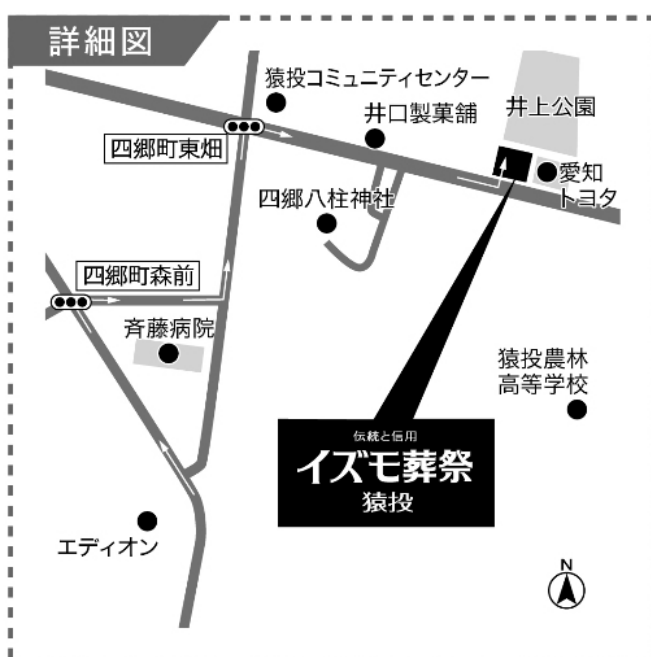 詳細図
猿投コミュニティセンター
井口製菓舗
井上公園
四郷町東畑
愛知
トヨタ
四郷八柱神社
四郷町森前
斉藤病院
猿投農林
高等学校
伝統と信用
イズモ葬祭
猿投
エディオン
N